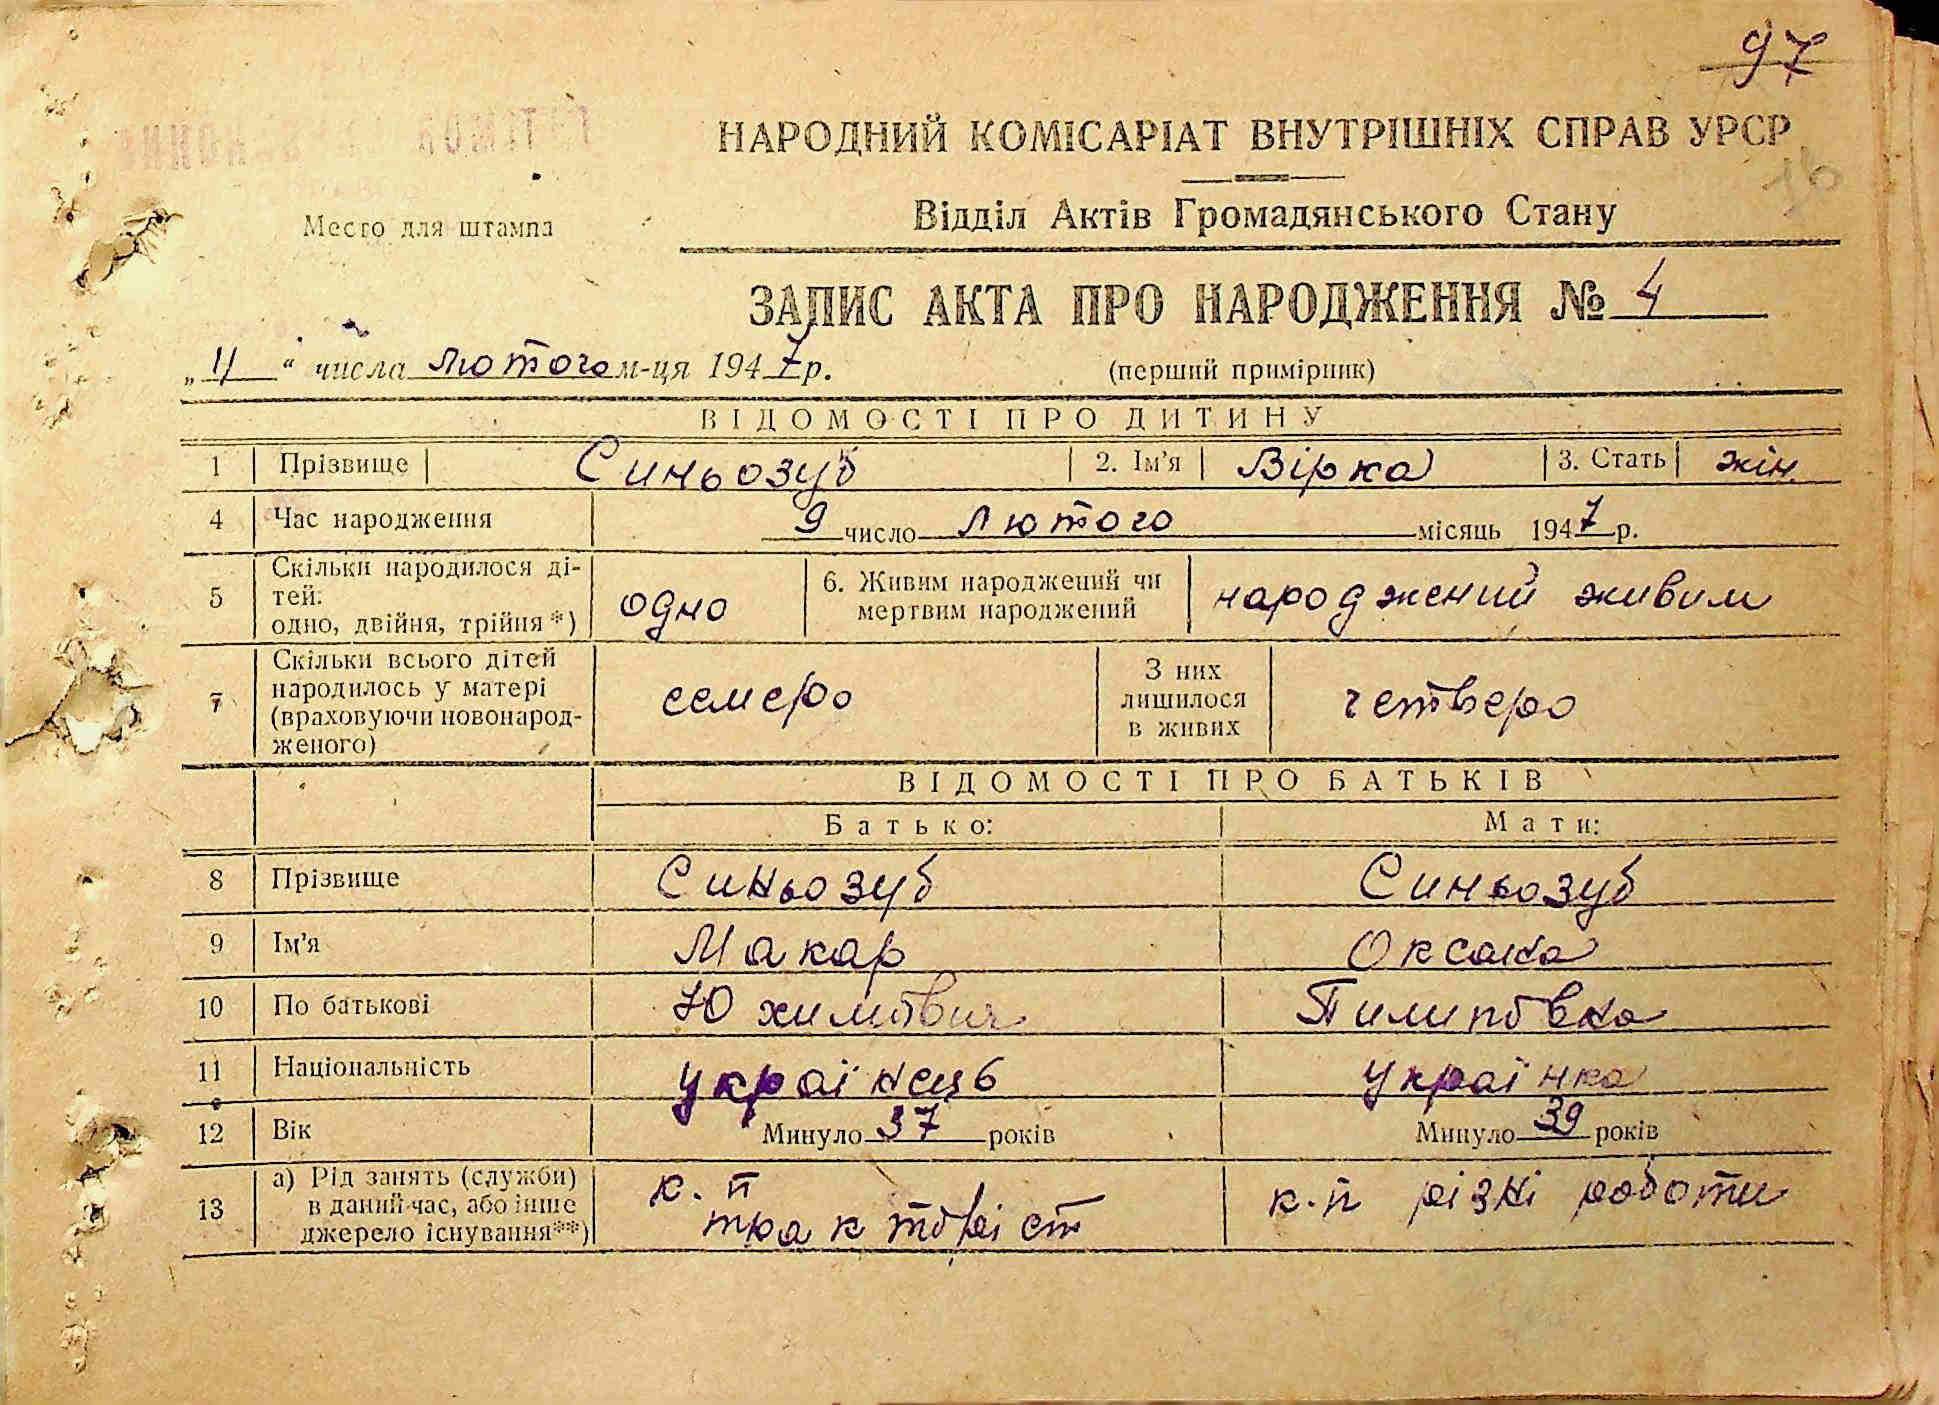 97
НАРОДНИЙ КОМІСАРІАТ ВНУТРІШНІХ СПРАВ УРСР
Место для штампа
Відділ Актів Громадянського Стану
ЗАПИС АКТА ПРО НАРОДЖЕННЯ № 4
„11“ числа лютого м-ця 1947 р. (перший примірник)
ВІДОМОСТІ ПРО ДИТИНУ
1 Прізвище Синьозуб 2. Ім'я Вірка 3. Стать жін.
4 Час народження 9 число лютого місяць 1947 р.
5 Скільки народилося ді-
тей:
одно, двійня, трійня*) одно 6. Живим народжений чи
мертвим народжений народжений живим
7 Скільки всього дітей
народилось у матері
(враховуючи новонарод-
женого) семеро З них
лишилося
в живих четверо
ВІДОМОСТІ ПРО БАТЬКІВ
Батько: Мати:
8 Прізвище Синьозуб Синьозуб
9 Ім'я Макар Оксана
10 По батькові Юхимович Пилиповна
11 Національність українець українка
12 Вік Минуло 37 років Минуло 39 років
13 а) Рід занять (служби)
в даний час, або інше
джерело існування**) к. п
тракторіст к.п різні роботи